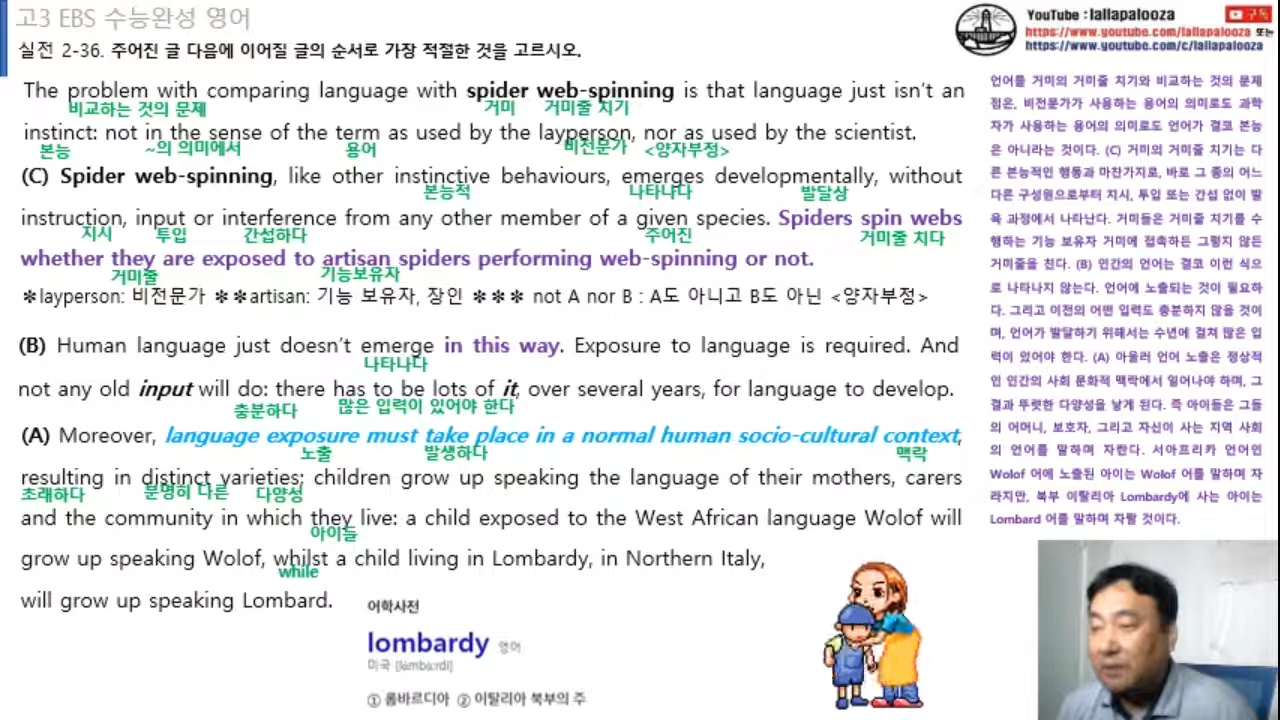 고3 EBS 수능완성 영어
YouTube : lallapalooza
구독
https://www.youtube.com/lallapalooza 또는
https://www.youtube.com/c/lallapalooza
실전 2-36. 주어진 글 다음에 이어질 글의 순서로 가장 적절한 것을 고르시오.
The problem with comparing language with spider web-spinning is that language just isn't an
비교하는 것의 문제 거미 거미줄 치기
instinct: not in the sense of the term as used by the layperson, nor as used by the scientist.
본능 ~의 의미에서 용어 비전문가 <양자부정>
(C) Spider web-spinning, like other instinctive behaviours, emerges developmentally, without
본능적 나타나다 발달상
instruction, input or interference from any other member of a given species. Spiders spin webs
지시 투입 간섭하다 주어진 거미줄 치다
whether they are exposed to artisan spiders performing web-spinning or not.
거미줄 기능보유자
✻layperson: 비전문가 ✻✻artisan: 기능 보유자, 장인 ✻✻✻ not A nor B : A도 아니고 B도 아닌 <양자부정>
(B) Human language just doesn't emerge in this way. Exposure to language is required. And
나타나다
not any old input will do: there has to be lots of it, over several years, for language to develop.
충분하다 많은 입력이 있어야 한다
(A) Moreover, language exposure must take place in a normal human socio-cultural context,
노출 발생하다 맥락
resulting in distinct varieties; children grow up speaking the language of their mothers, carers
초래하다 분명히 다른 다양성
and the community in which they live: a child exposed to the West African language Wolof will
아이들
grow up speaking Wolof, whilst a child living in Lombardy, in Northern Italy,
while
will grow up speaking Lombard.
어학사전
lombardy 영어
미국 [lámbə:rdi]
① 롬바르디아 ② 이탈리아 북부의 주
언어를 거미의 거미줄 치기와 비교하는 것의 문제
점은, 비전문가가 사용하는 용어의 의미로도 과학
자가 사용하는 용어의 의미로도 언어가 결코 본능
은 아니라는 것이다. (C) 거미의 거미줄 치기는 다
른 본능적인 행동과 마찬가지로, 바로 그 종의 어느
다른 구성원으로부터 지시, 투입 또는 간섭 없이 발
육 과정에서 나타난다. 거미들은 거미줄 치기를 수
행하는 기능 보유자 거미에 접촉하든 그렇지 않든
거미줄을 친다. (B) 인간의 언어는 결코 이런 식으
로 나타나지 않는다. 언어에 노출되는 것이 필요하
다. 그리고 이전의 어떤 입력도 충분하지 않을 것이
며, 언어가 발달하기 위해서는 수년에 걸쳐 많은 입
력이 있어야 한다. (A) 아울러 언어 노출은 정상적
인 인간의 사회 문화적 맥락에서 일어나야 하며, 그
결과 뚜렷한 다양성을 낳게 된다. 즉 아이들은 그들
의 어머니, 보호자, 그리고 자신이 사는 지역 사회
의 언어를 말하며 자란다. 서아프리카 언어인
Wolof 어에 노출된 아이는 Wolof 어를 말하며 자
라지만, 북부 이탈리아 Lombardy에 사는 아이는
Lombard 어를 말하며 자랄 것이다.